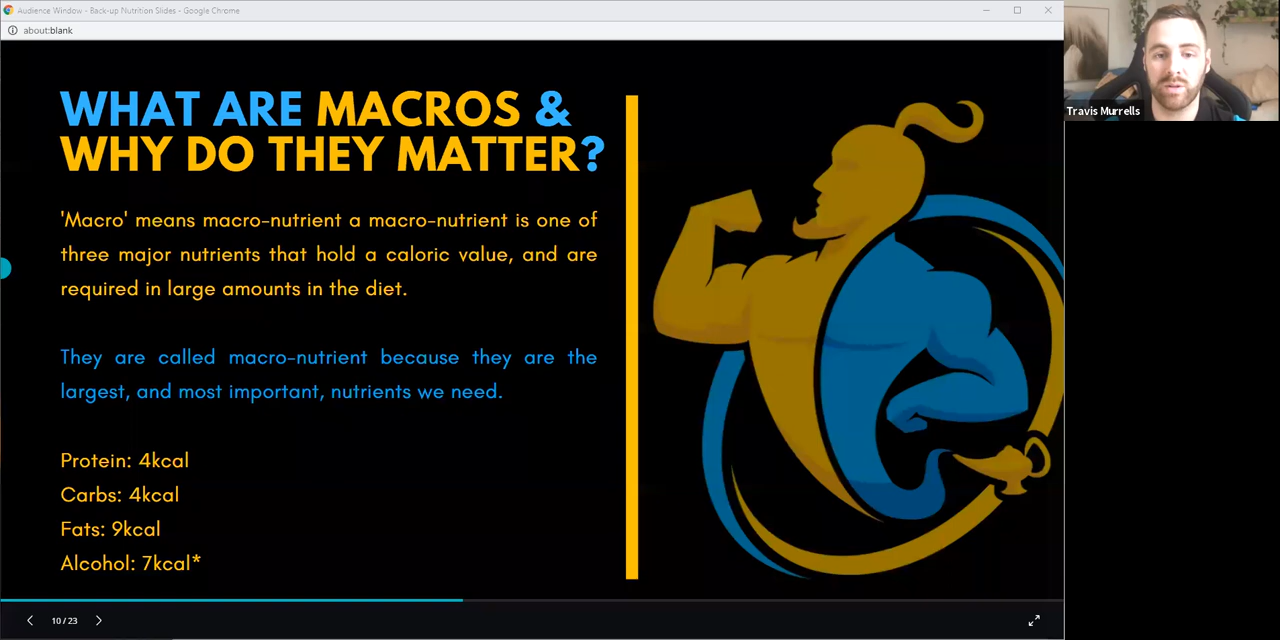 Audience Window - Back-up Nutrition Slides - Google Chrome
about:blank
Travis Murrells
WHAT ARE MACROS &
WHY DO THEY MATTER?
'Macro' means macro-nutrient a macro-nutrient is one of
three major nutrients that hold a caloric value, and are
required in large amounts in the diet.
They are called macro-nutrient because they are the
largest, and most important, nutrients we need.
Protein: 4kcal
Carbs: 4kcal
Fats: 9kcal
Alcohol: 7kcal*
10 / 23